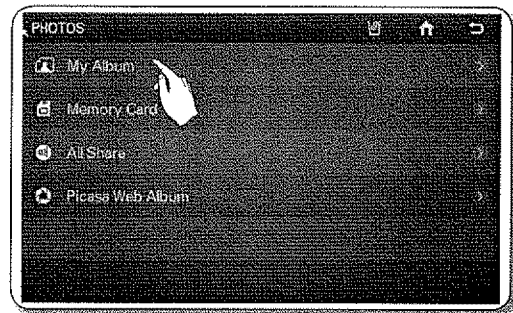 PHOTOS
My Album
Memory Card
All Share
Picasa Web Album